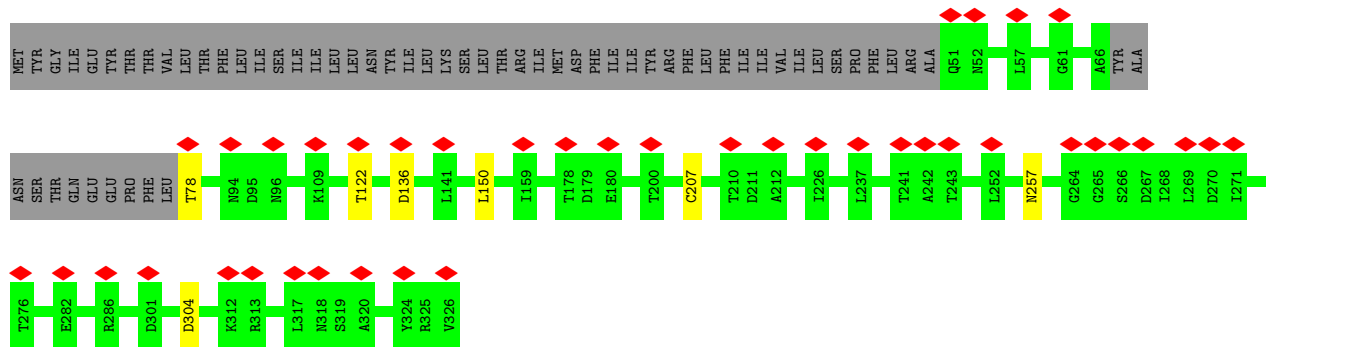 MET TYR GLY ILE GLU TYR THR THR VAL LEU THR PHE LEU ILE SER ILE ILE LEU LEU ASN TYR ILE LEU LYS SER LEU THR ARG ILE MET ASP PHE ILE ILE TYR ARG PHE LEU PHE ILE ILE VAL ILE LEU SER PRO PHE LEU ARG ALA Q51 N52 L57 G61 A66 TYR ALA
ASN SER THR GLN GLU GLU PRO PHE LEU T78 N94 D95 N96 K109 T122 D136 L141 L150 I159 T178 D179 E180 T200 C207 T210 D211 A212 I226 L237 T241 A242 T243 L252 N257 G264 G265 S266 D267 I268 L269 D270 I271
T276 E282 R286 D301 D304 K312 R313 L317 N318 S319 A320 Y324 R325 V326